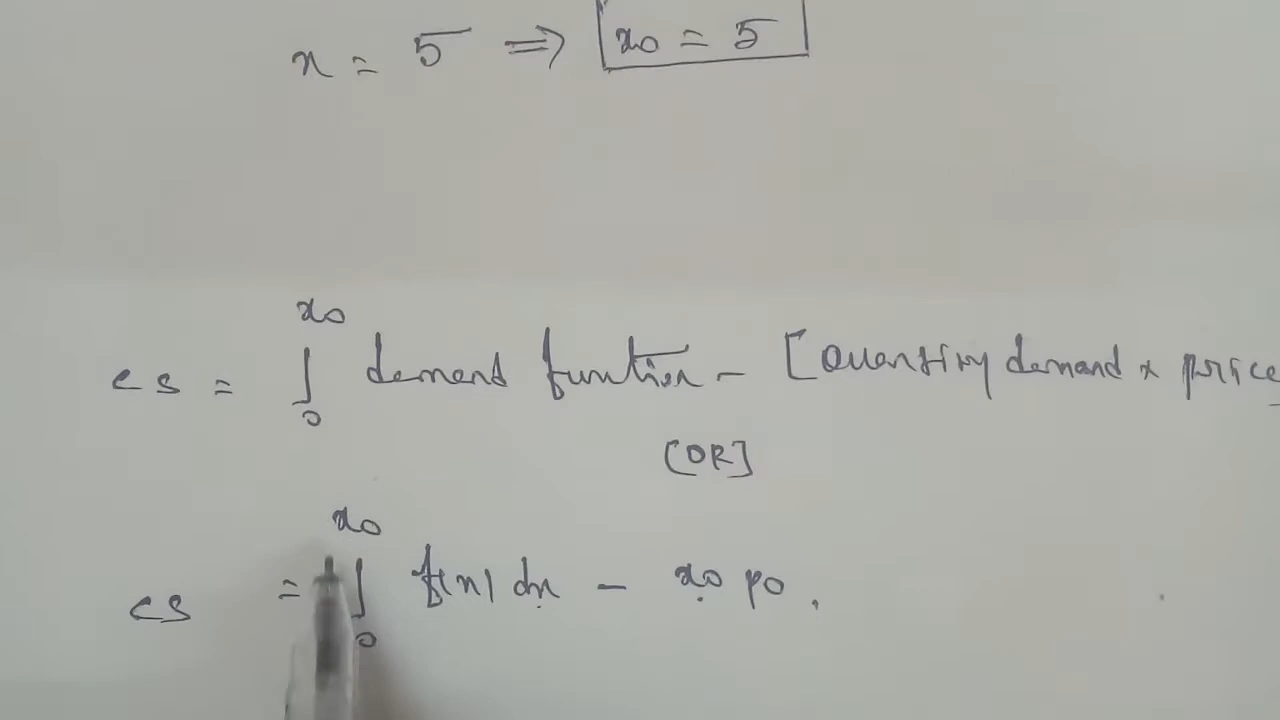 x = 5 ⇒ x₀ = 5
x₀
CS = ∫ demand function - [Quantity demand × price
0
[OR]
x₀
CS = ∫ f(x) dx - x₀ p₀.
0